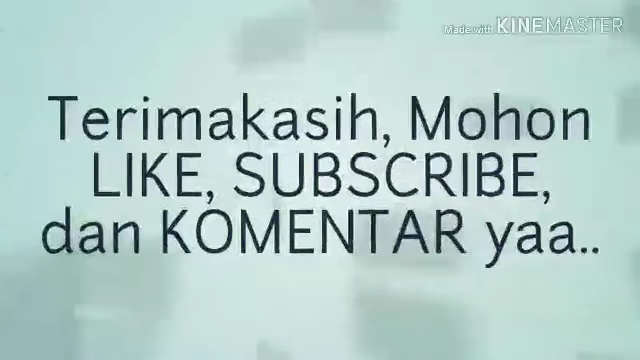 Made with KINEMASTER
Terimakasih, Mohon
LIKE, SUBSCRIBE,
dan KOMENTAR yaa..